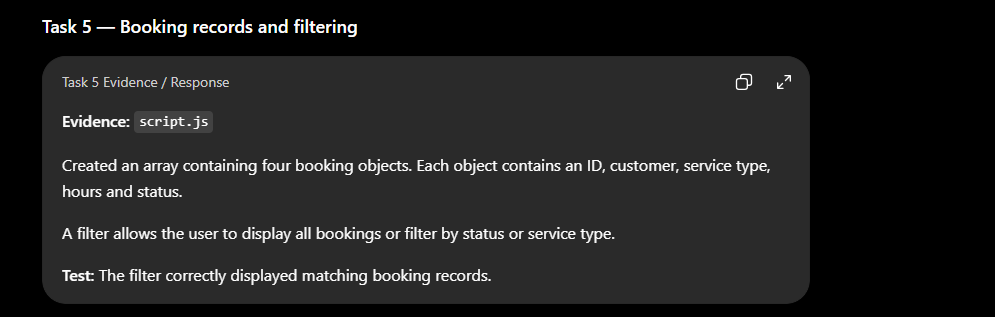 Task 5 — Booking records and filtering
Task 5 Evidence / Response
Evidence: script.js
Created an array containing four booking objects. Each object contains an ID, customer, service type,
hours and status.
A filter allows the user to display all bookings or filter by status or service type.
Test: The filter correctly displayed matching booking records.